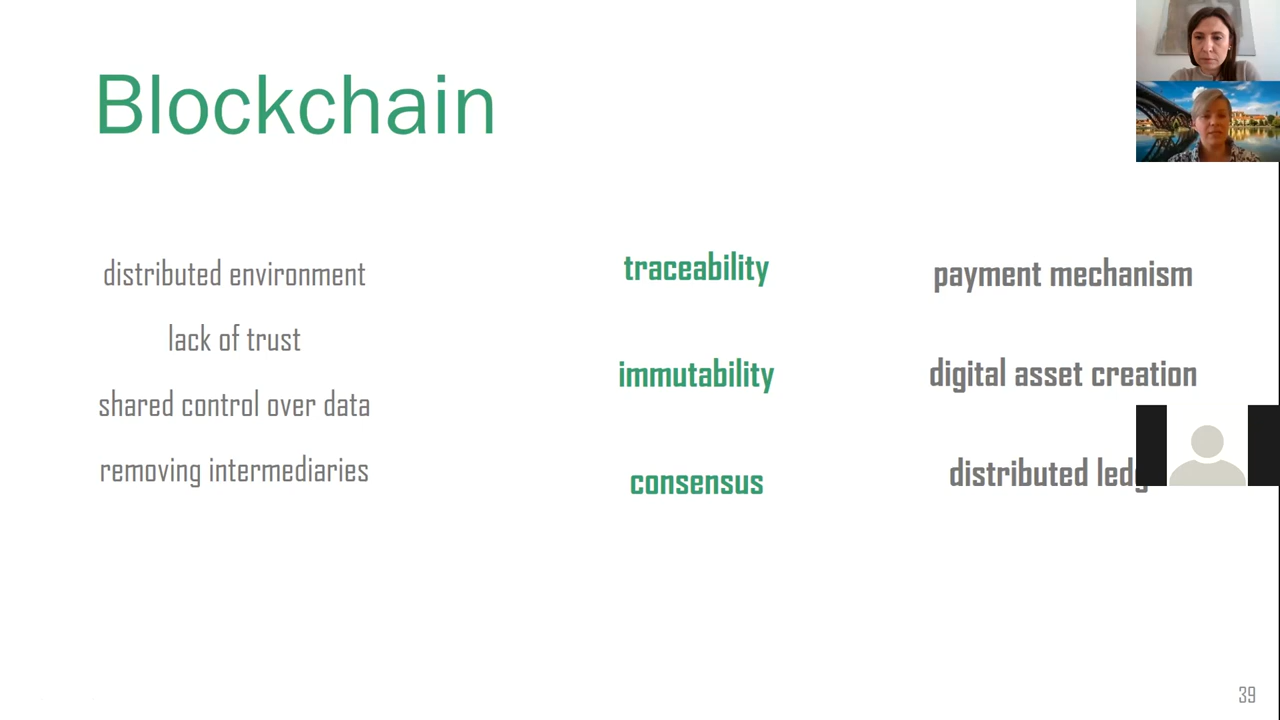 Blockchain
distributed environment
lack of trust
shared control over data
removing intermediaries
traceability
immutability
consensus
payment mechanism
digital asset creation
distributed
39